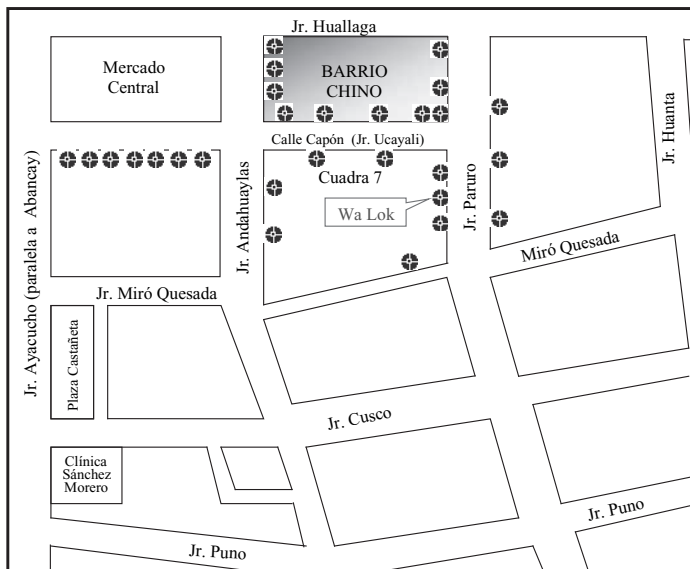 Jr. Huallaga
Mercado
Central
BARRIO
CHINO
Jr. Huanta
Calle Capón (Jr. Ucayali)
Cuadra 7
Wa Lok
Jr. Ayacucho (paralela a Abancay)
Jr. Andahuaylas
Jr. Paruro
Miró Quesada
Jr. Miró Quesada
Plaza Castañeta
Jr. Cusco
Clínica
Sánchez
Morero
Jr. Puno
Jr. Puno